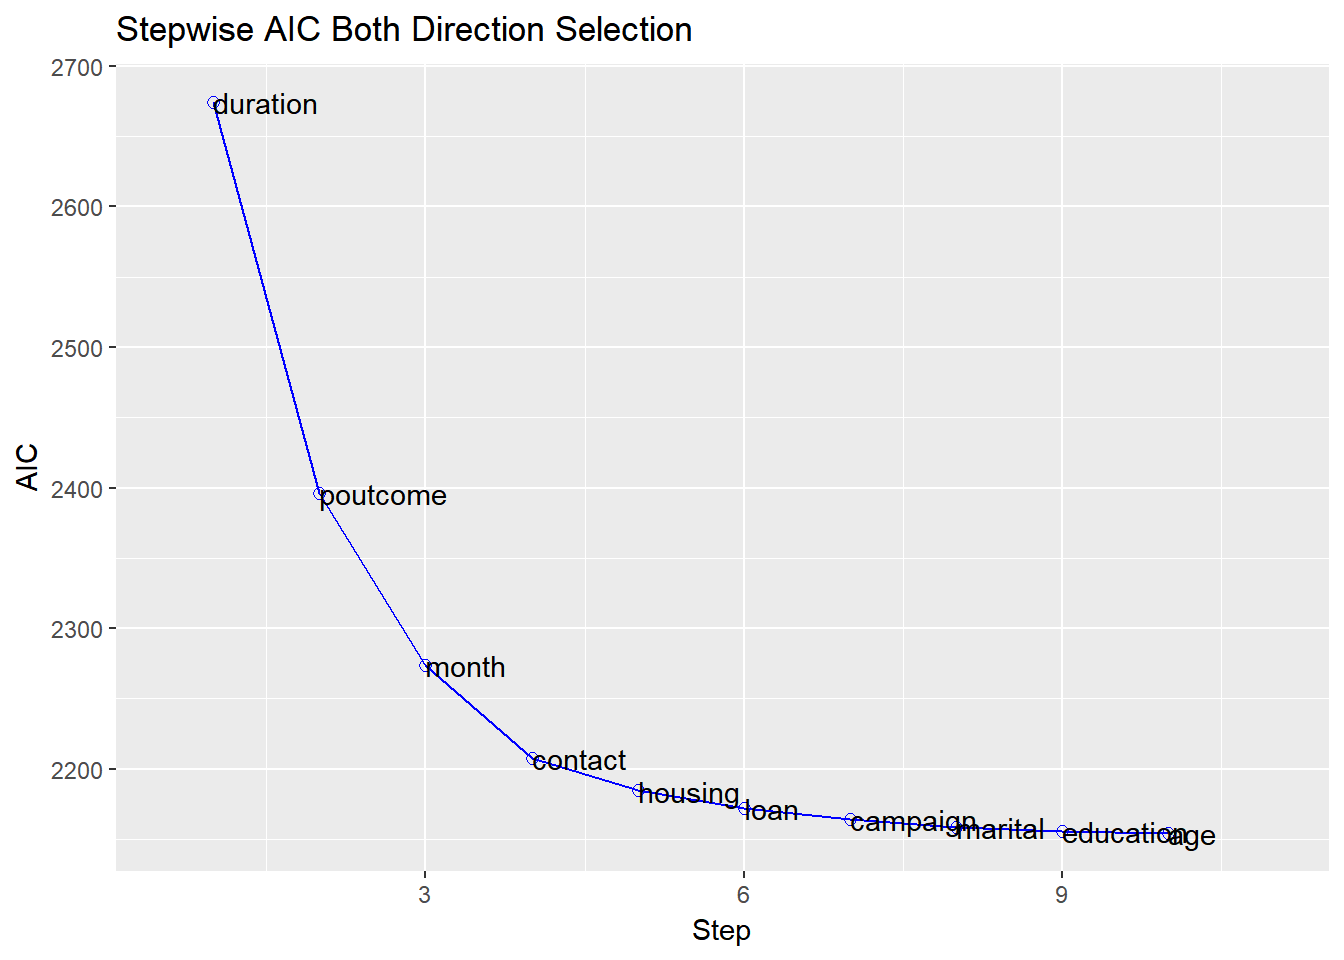 Stepwise AIC Both Direction Selection
2700
2600
2500
2400
2300
2200
AIC
duration
poutcome
month
contact
housing
loan
campaign
marital
education
age
3
6
9
Step